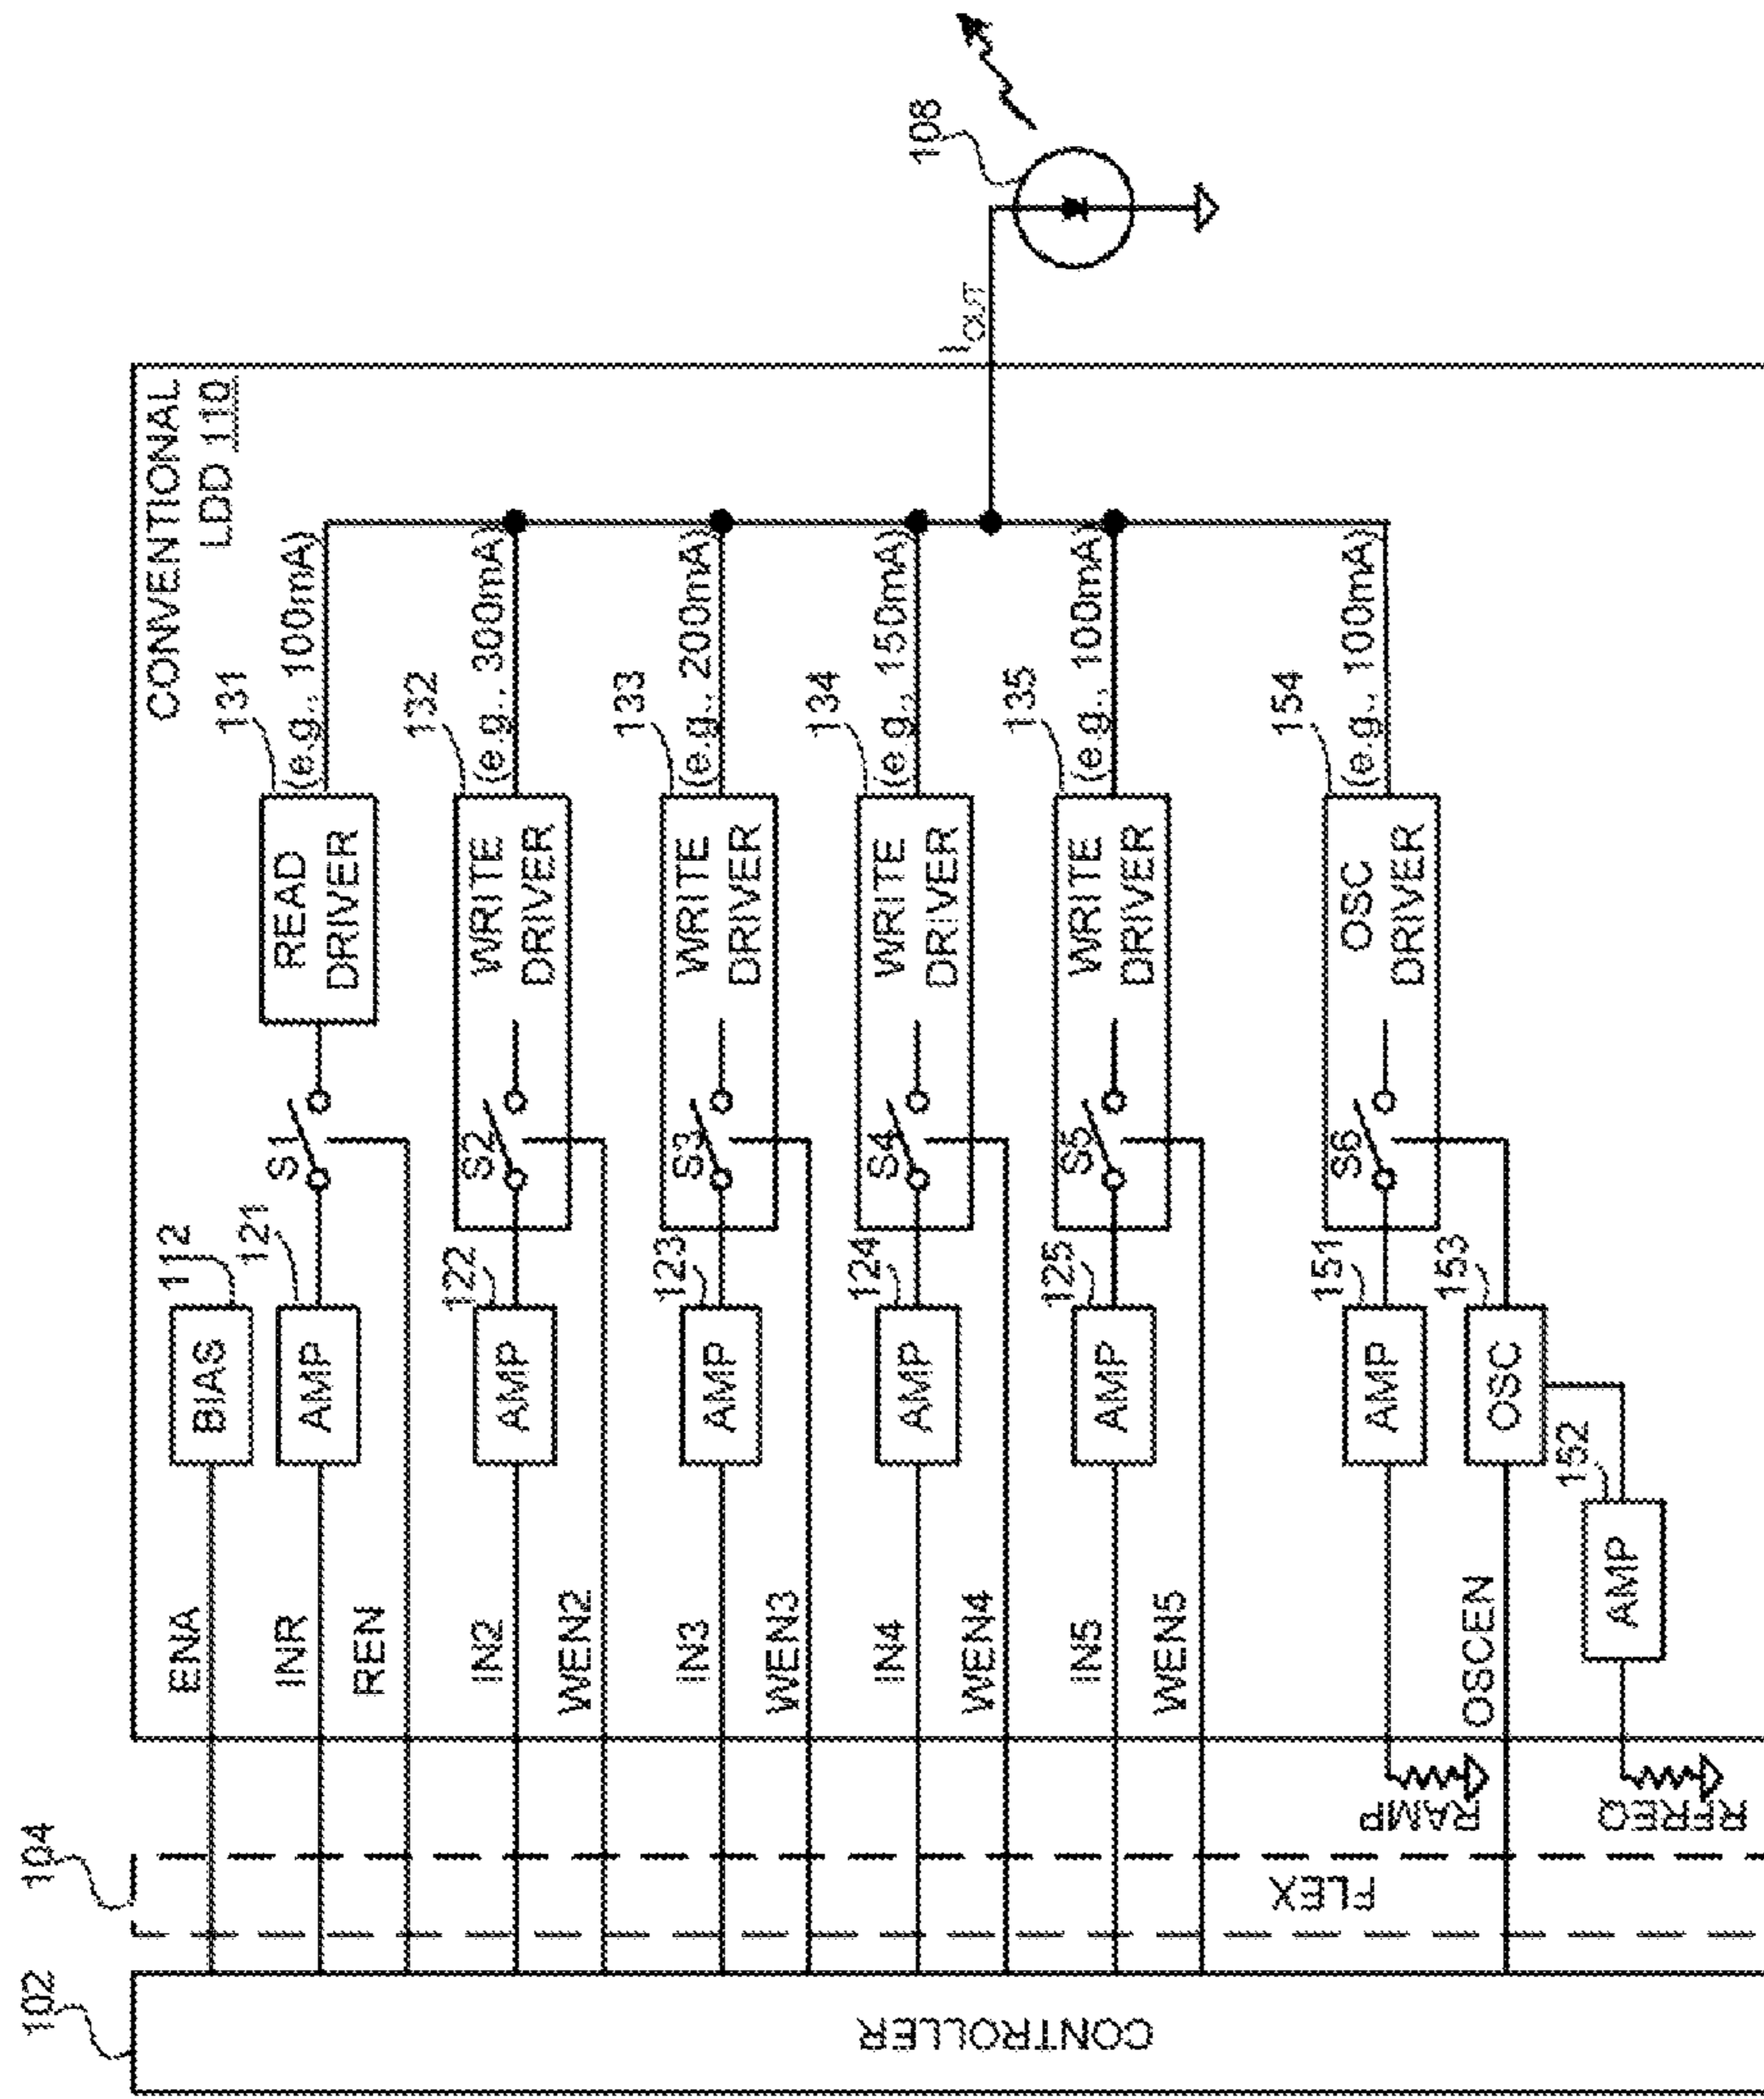 102
104
CONTROLLER
FLEX
CONVENTIONAL
LDD 110
ENA
BIAS
112
INR
AMP
121
REN
S1
READ
DRIVER
131
(e.g., 100mA)
IN2
AMP
122
WEN2
S2
WRITE
DRIVER
132
(e.g., 300mA)
IN3
AMP
123
WEN3
S3
WRITE
DRIVER
133
(e.g., 200mA)
IN4
AMP
124
WEN4
S4
WRITE
DRIVER
134
(e.g., 150mA)
IN5
AMP
125
WEN5
S5
WRITE
DRIVER
135
(e.g., 100mA)
RAMP
AMP
151
S6
OSC
DRIVER
154
(e.g., 100mA)
OSCEN
OSC
153
RFREQ
AMP
152
IOUT
108